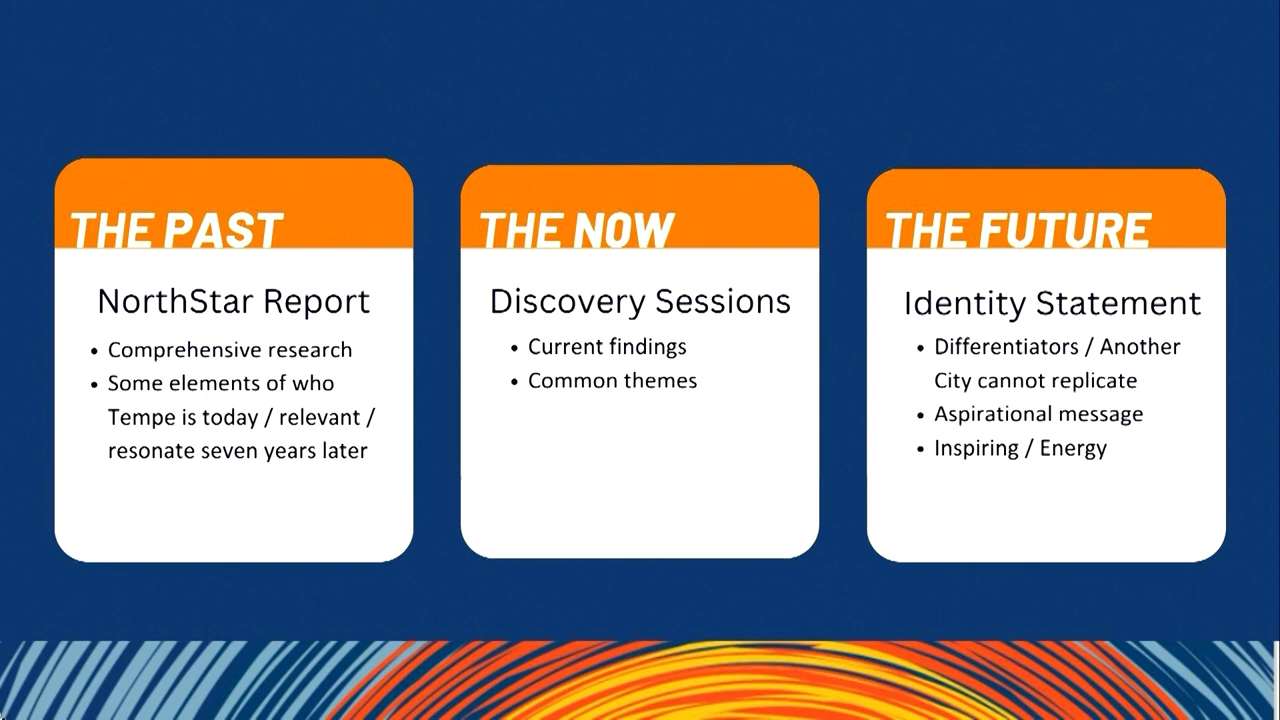 THE PAST
NorthStar Report
• Comprehensive research
• Some elements of who
Tempe is today / relevant /
resonate seven years later
THE NOW
Discovery Sessions
• Current findings
• Common themes
THE FUTURE
Identity Statement
• Differentiators / Another
City cannot replicate
• Aspirational message
• Inspiring / Energy